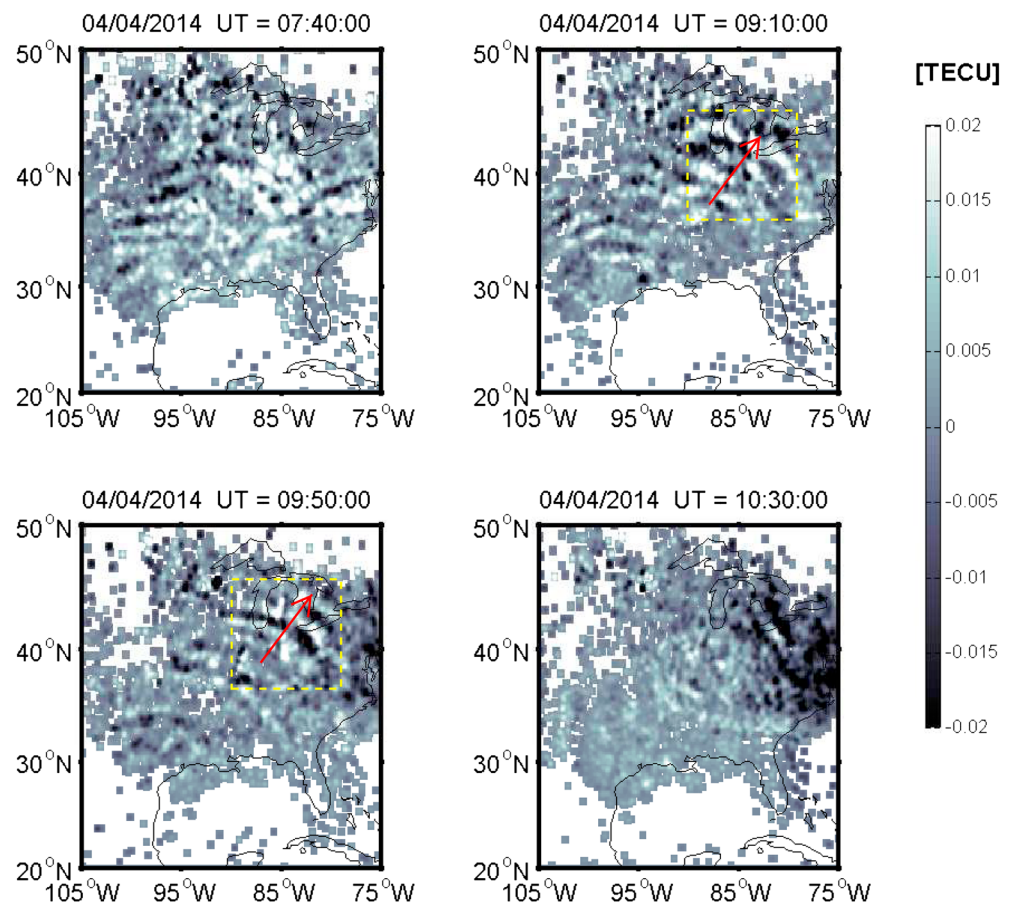 04/04/2014 UT = 07:40:00
50°N
40°N
30°N
20°N
105°W 95°W 85°W 75°W
04/04/2014 UT = 09:10:00
50°N
40°N
30°N
20°N
105°W 95°W 85°W 75°W
[TECU]
0.02
0.015
0.01
0.005
0
-0.005
-0.01
-0.015
-0.02
04/04/2014 UT = 09:50:00
50°N
40°N
30°N
20°N
105°W 95°W 85°W 75°W
04/04/2014 UT = 10:30:00
50°N
40°N
30°N
20°N
105°W 95°W 85°W 75°W